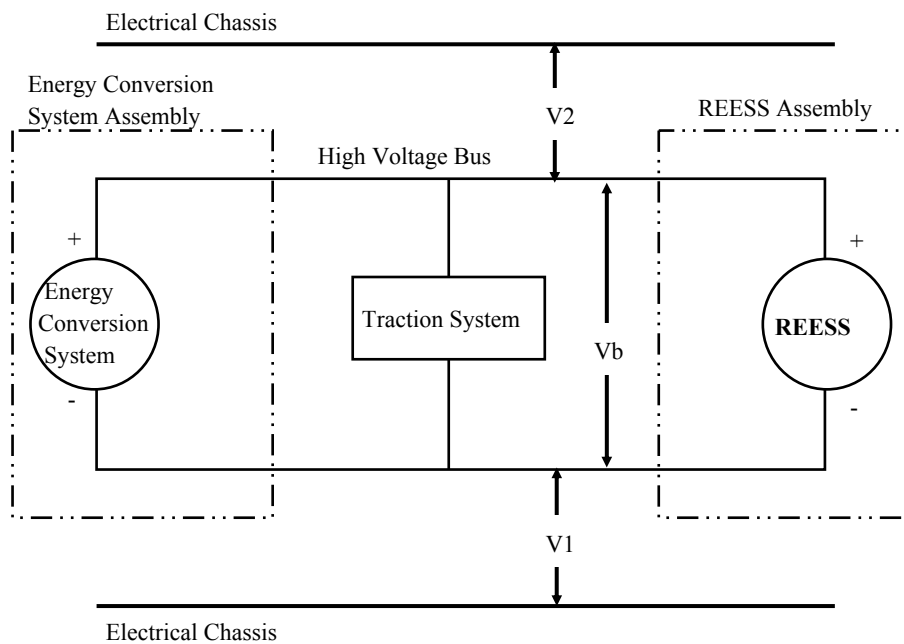 Electrical Chassis
Energy Conversion
System Assembly
V2
REESS Assembly
High Voltage Bus
+
+
Energy
Conversion
System
Traction System
REESS
Vb
-
-
V1
Electrical Chassis